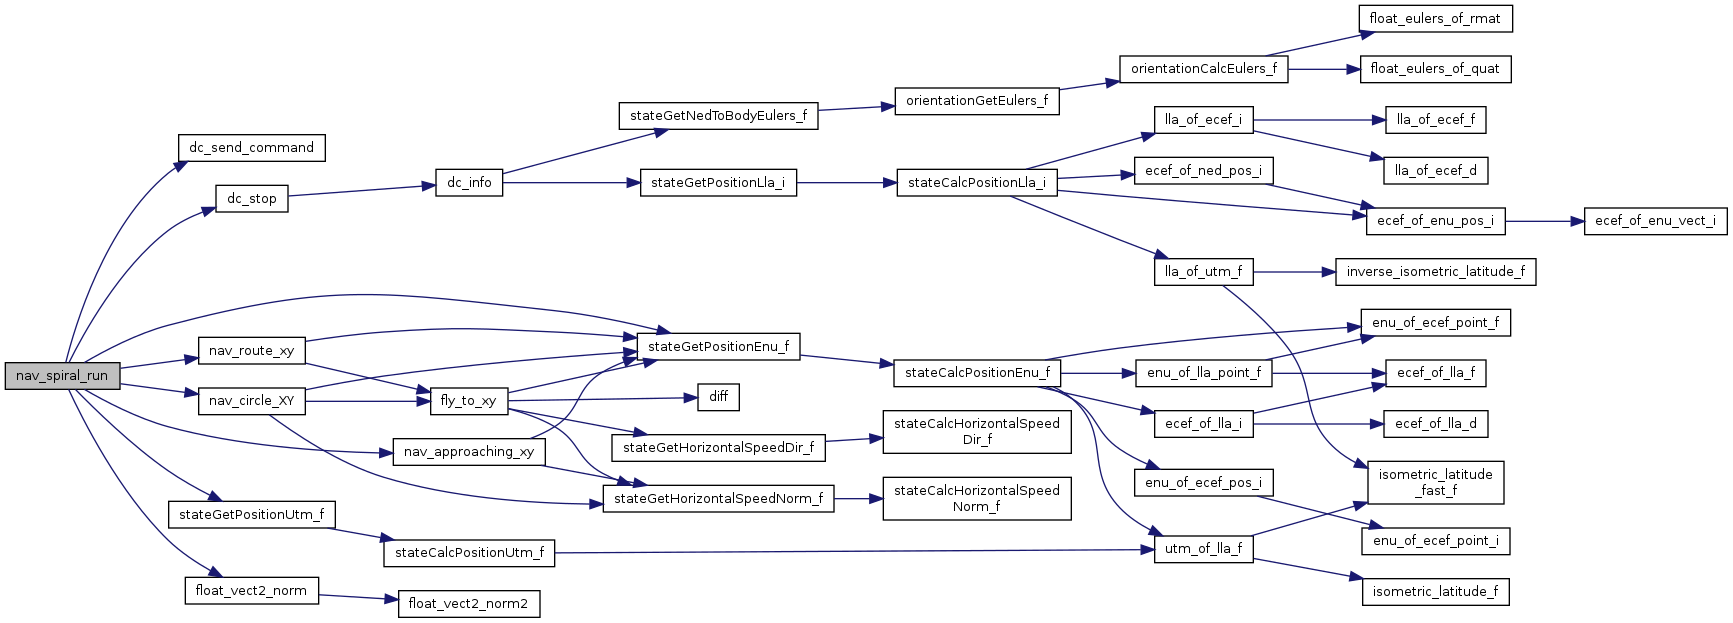 float_eulers_of_rmat
orientationCalcEulers_f
float_eulers_of_quat
stateGetNedToBodyEulers_f
orientationGetEulers_f
lla_of_ecef_i
lla_of_ecef_f
dc_send_command
lla_of_ecef_d
dc_info
stateGetPositionLla_i
stateCalcPositionLla_i
ecef_of_ned_pos_i
dc_stop
ecef_of_enu_pos_i
ecef_of_enu_vect_i
lla_of_utm_f
inverse_isometric_latitude_f
enu_of_ecef_point_f
nav_route_xy
stateGetPositionEnu_f
nav_spiral_run
stateCalcPositionEnu_f
enu_of_lla_point_f
ecef_of_lla_f
nav_circle_XY
fly_to_xy
diff
ecef_of_lla_i
ecef_of_lla_d
nav_approaching_xy
stateGetHorizontalSpeedDir_f
stateCalcHorizontalSpeed
Dir_f
enu_of_ecef_pos_i
isometric_latitude
_fast_f
stateGetHorizontalSpeedNorm_f
stateCalcHorizontalSpeed
Norm_f
stateGetPositionUtm_f
stateCalcPositionUtm_f
utm_of_lla_f
enu_of_ecef_point_i
float_vect2_norm
float_vect2_norm2
isometric_latitude_f